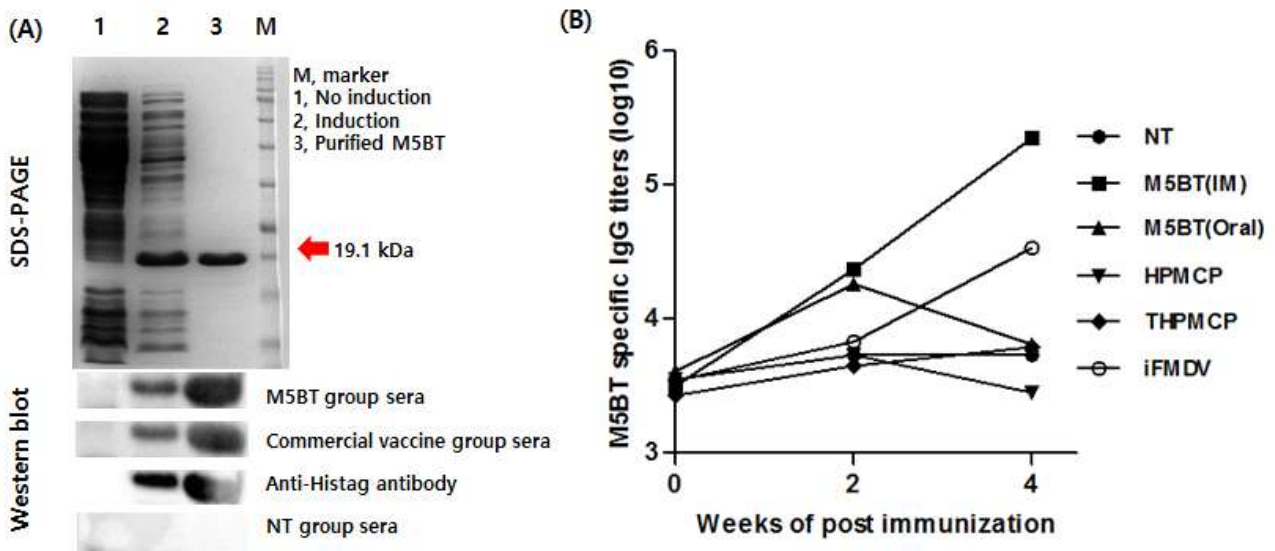 (A)
1 2 3 M
M, marker
1, No induction
2, Induction
3, Purified M5BT
SDS-PAGE
19.1 kDa
Western blot
M5BT group sera
Commercial vaccine group sera
Anti-Histag antibody
NT group sera
(B)
M5BT specific IgG titers (log10)
6
5
4
3
0 2 4
Weeks of post immunization
NT
M5BT(IM)
M5BT(Oral)
HPMCP
THPMCP
iFMDV